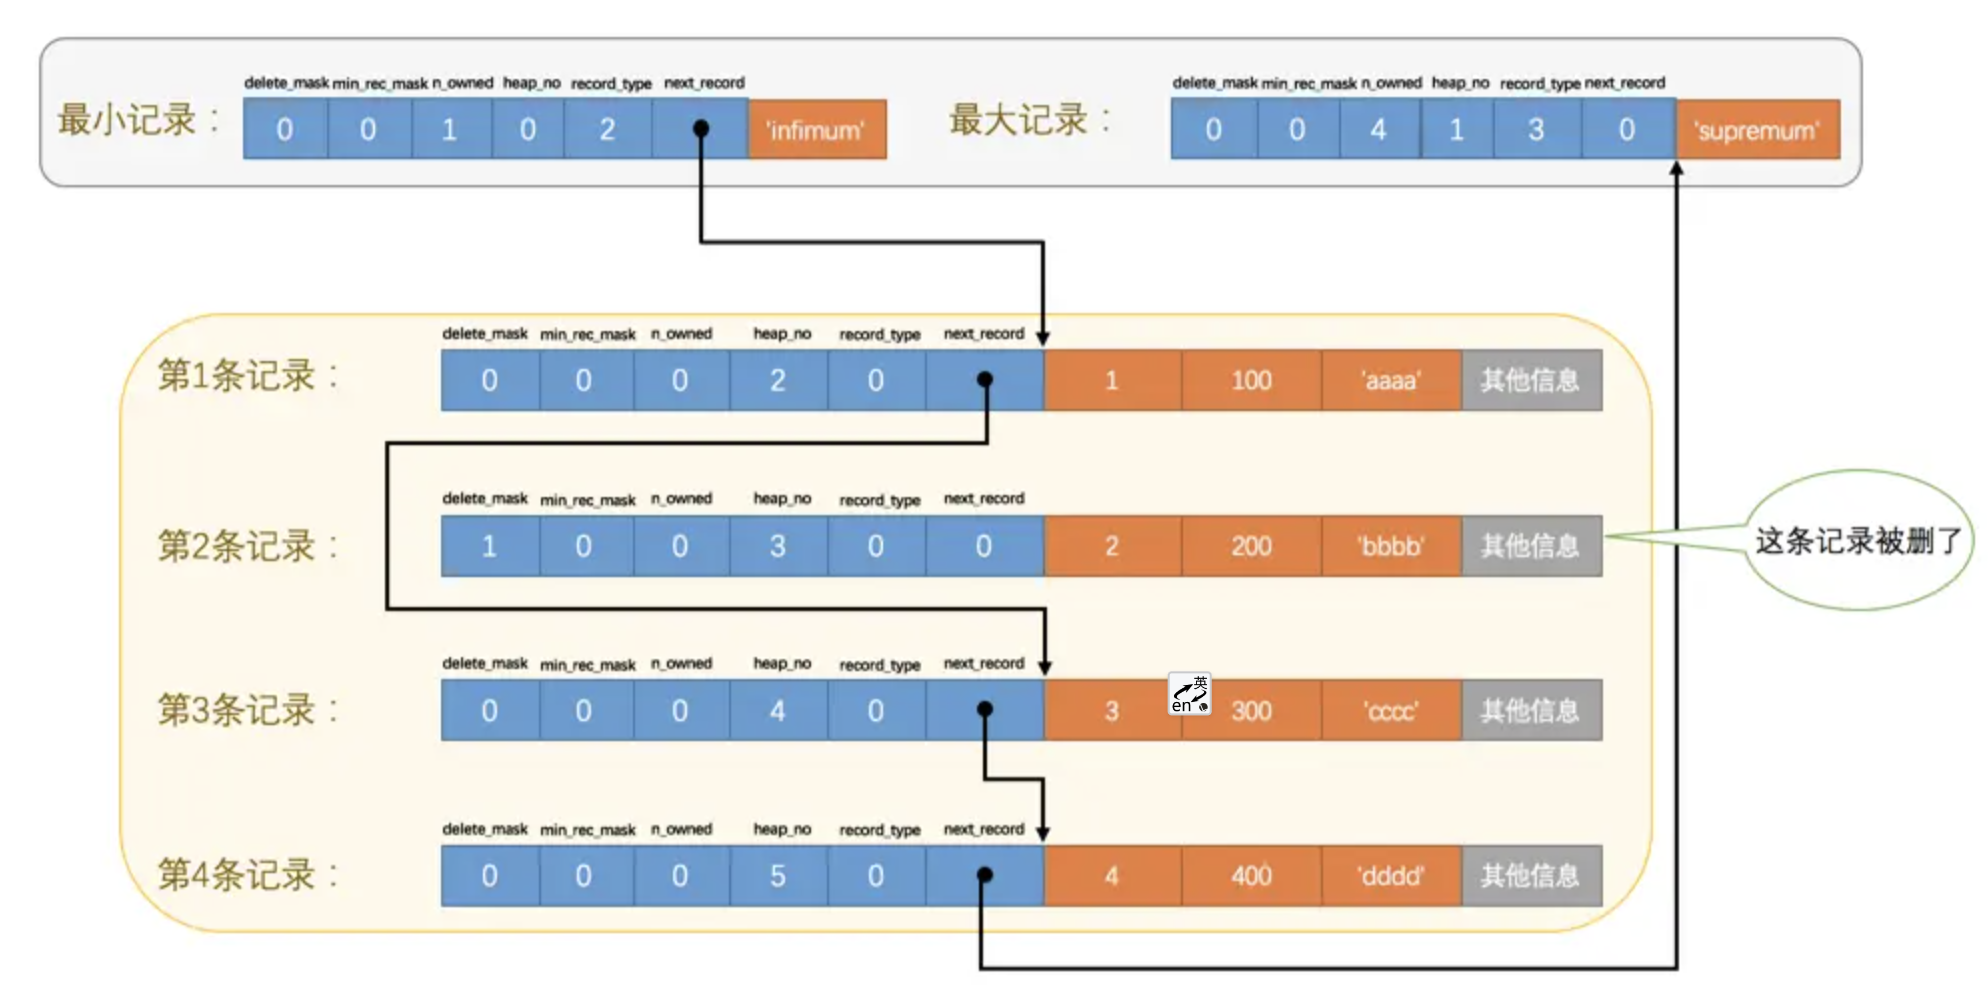 delete_mask min_rec_mask n_owned heap_no record_type next_record
最小记录： 0 0 1 0 2 'infimum'
delete_mask min_rec_mask n_owned heap_no record_type next_record
最大记录： 0 0 4 1 3 0 'supremum'
delete_mask min_rec_mask n_owned heap_no record_type next_record
第1条记录： 0 0 0 2 0 1 100 'aaaa' 其他信息
delete_mask min_rec_mask n_owned heap_no record_type next_record
第2条记录： 1 0 0 3 0 0 2 200 'bbbb' 其他信息
这条记录被删了
delete_mask min_rec_mask n_owned heap_no record_type next_record
第3条记录： 0 0 0 4 0 3 300 'cccc' 其他信息
英
en
delete_mask min_rec_mask n_owned heap_no record_type next_record
第4条记录： 0 0 0 5 0 4 400 'dddd' 其他信息